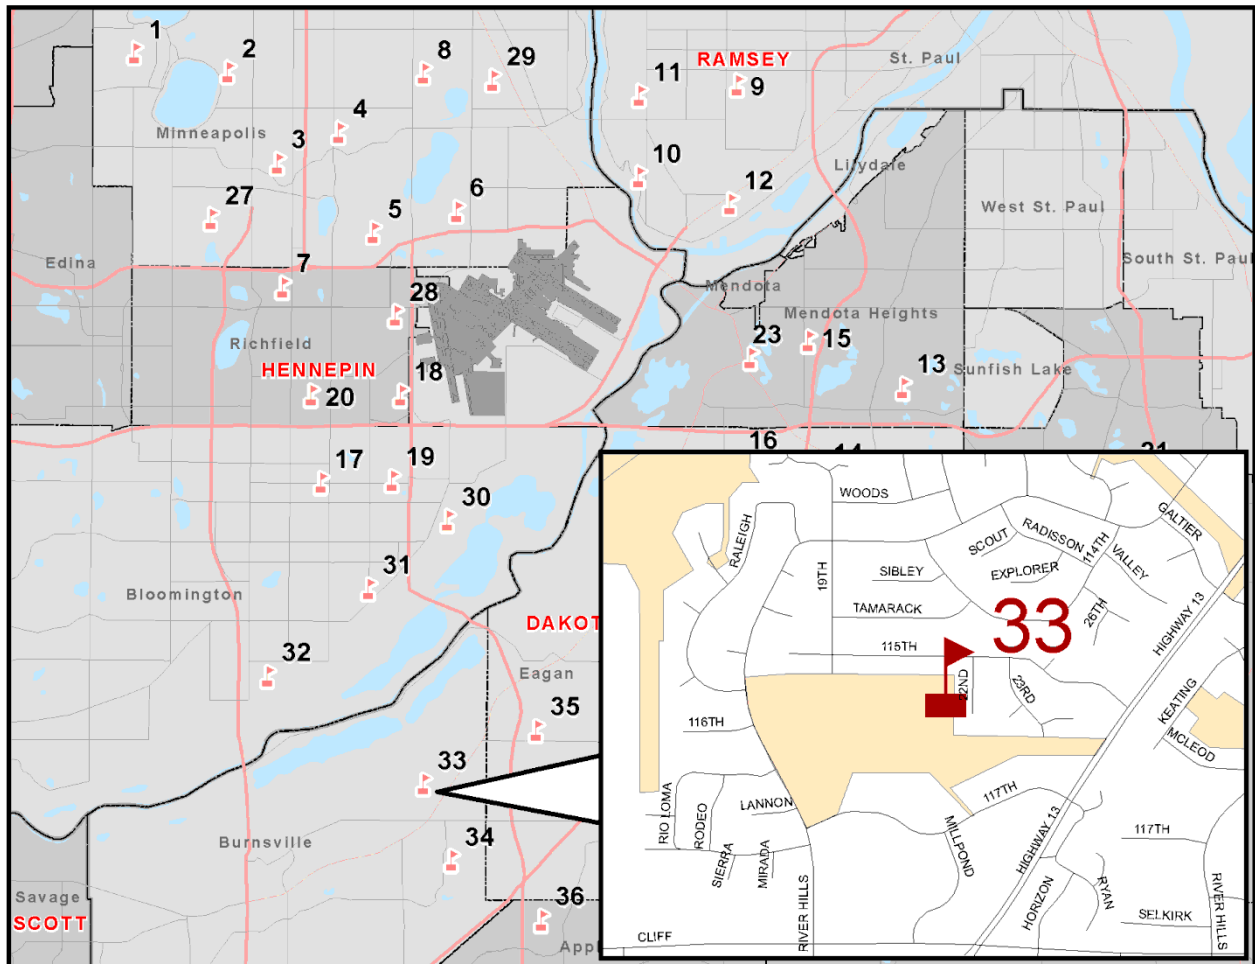 1
2
8
29
11
RAMSEY
9
St. Paul
Minneapolis
4
3
10
12
Lilydale
27
5
6
West St. Paul
Edina
7
28
Mendota
South St. Paul
Richfield
Mendota Heights
HENNEPIN
18
23
15
13
Sunfish Lake
20
16
17
19
30
31
Bloomington
DAKOT
32
Eagan
35
33
Burnsville
34
Savage
SCOTT
36
Appl
WOODS
GALTIER
RALEIGH
SCOUT
RADISSON
114TH
VALLEY
19TH
SIBLEY
EXPLORER
TAMARACK
26TH
HIGHWAY 13
33
115TH
22ND
23RD
KEATING
116TH
MCLEOD
RIO LOMA
RODEO
LANNON
117TH
SIERRA
MIRADA
MILLPOND
HIGHWAY 13
117TH
RIVER HILLS
HORIZON
RYAN
RIVER HILLS
SELKIRK
CLIFF